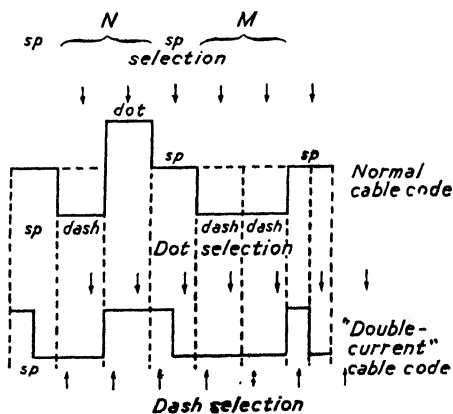 N M
sp sp
selection
dot
sp sp
Normal
cable code
sp dash dash dash
Dot selection
"Double-
current"
cable code
sp
Dash selection